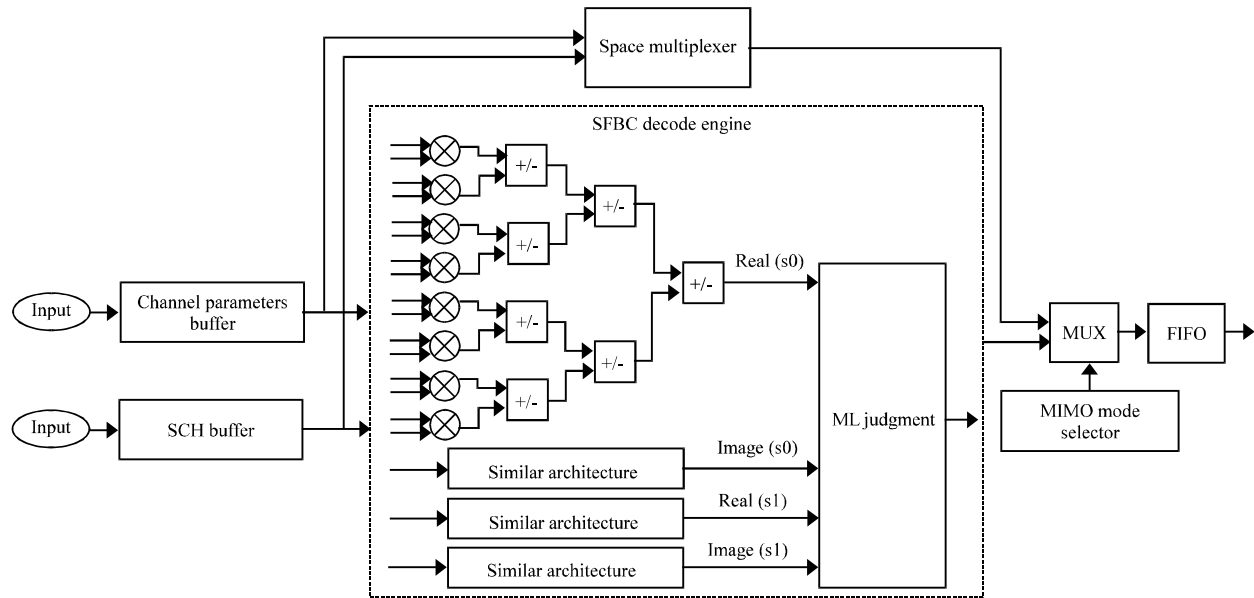 Space multiplexer
SFBC decode engine
+/-
+/-
+/-
+/-
+/-
+/-
+/-
Real (s0)
Input
Channel parameters
buffer
MUX
FIFO
Input
SCH buffer
ML judgment
MIMO mode
selector
Image (s0)
Similar architecture
Real (s1)
Similar architecture
Image (s1)
Similar architecture